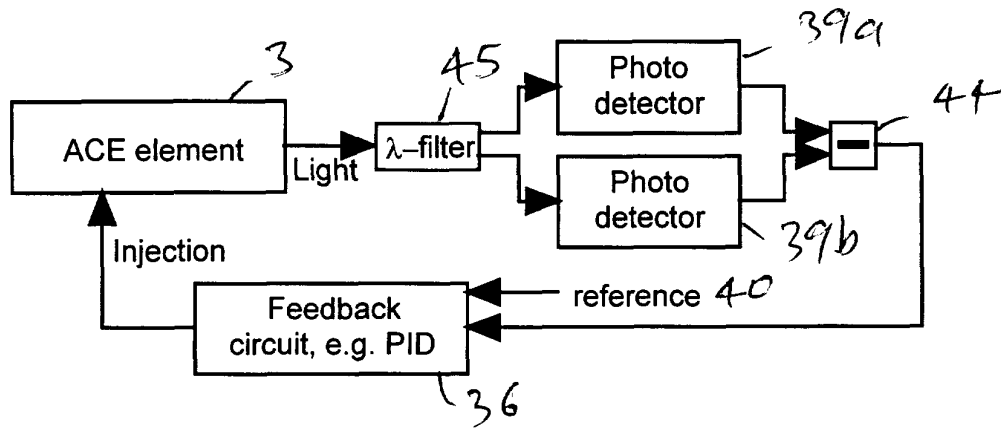 3
45
39a
Photo
detector
44
ACE element
Light
λ–filter
Photo
detector
39b
Injection
reference 40
Feedback
circuit, e.g. PID
36